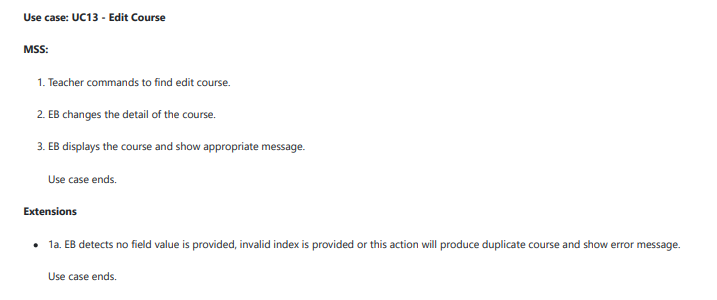 Use case: UC13 - Edit Course
MSS:
1. Teacher commands to find edit course.
2. EB changes the detail of the course.
3. EB displays the course and show appropriate message.
Use case ends.
Extensions
• 1a. EB detects no field value is provided, invalid index is provided or this action will produce duplicate course and show error message.
Use case ends.